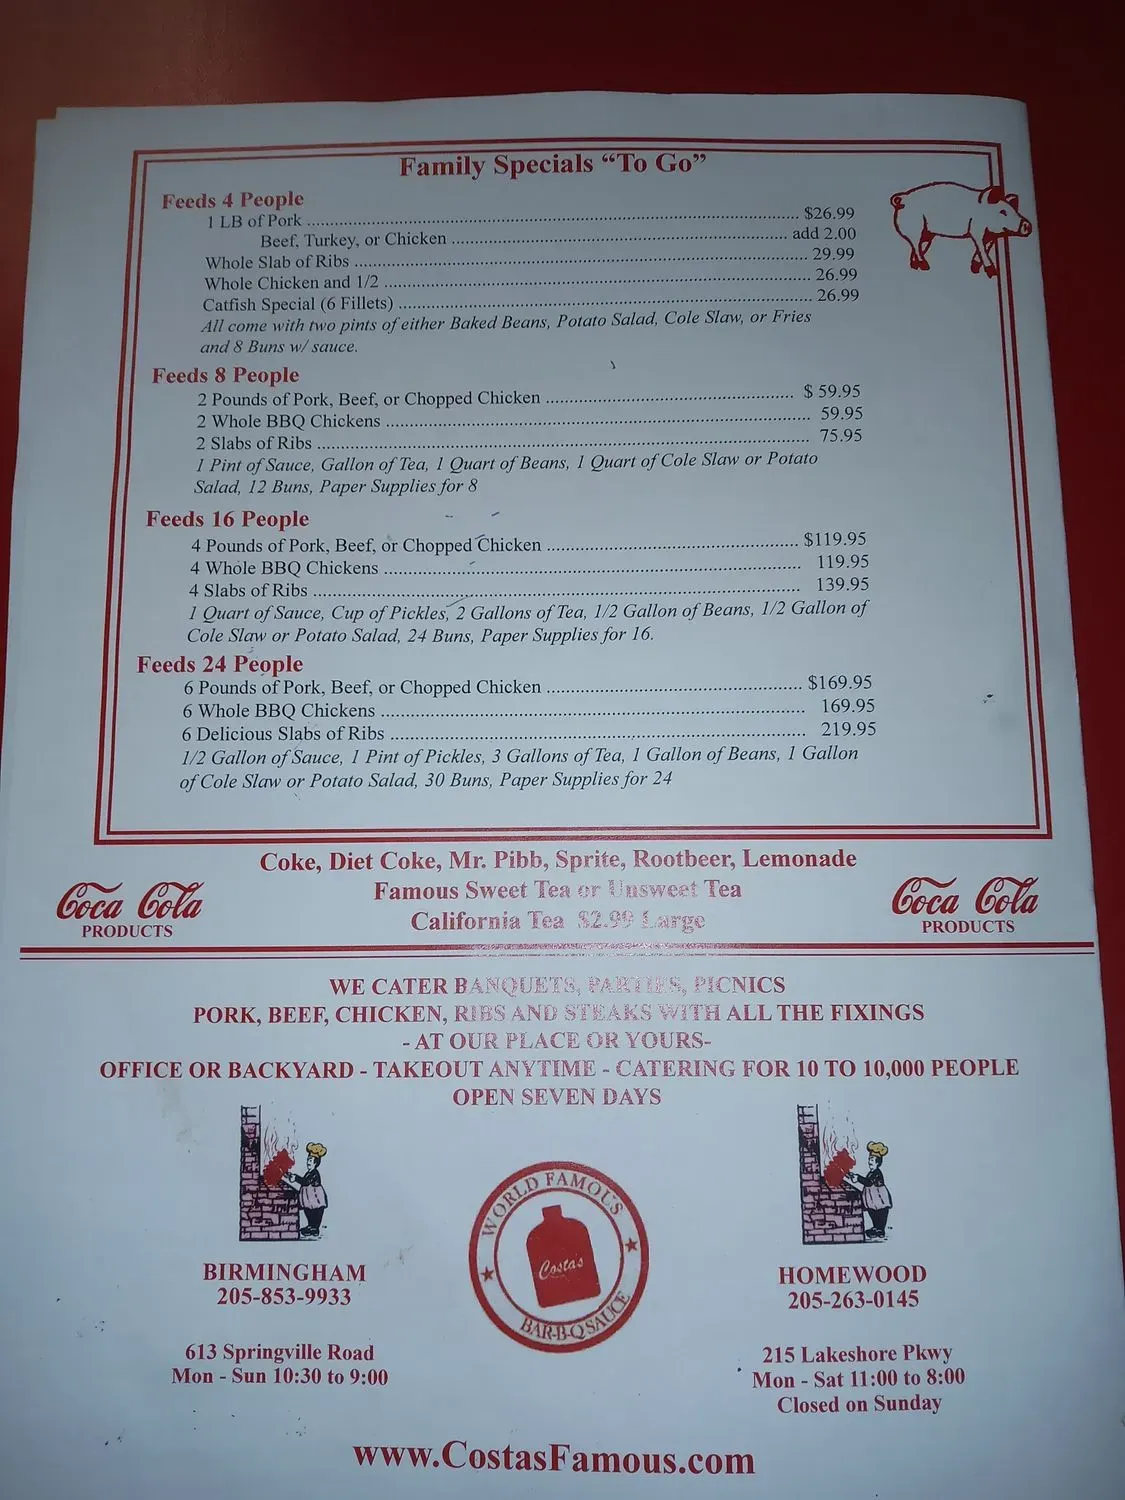 Family Specials “To Go”
Feeds 4 People
1 LB of Pork ........ $26.99
Beef, Turkey, or Chicken ........ add 2.00
Whole Slab of Ribs ........ 29.99
Whole Chicken and 1/2 ........ 26.99
Catfish Special (6 Fillets) ........ 26.99
All come with two pints of either Baked Beans, Potato Salad, Cole Slaw, or Fries
and 8 Buns w/ sauce.
Feeds 8 People
2 Pounds of Pork, Beef, or Chopped Chicken ........ $ 59.95
2 Whole BBQ Chickens ........ 59.95
2 Slabs of Ribs ........ 75.95
1 Pint of Sauce, Gallon of Tea, 1 Quart of Beans, 1 Quart of Cole Slaw or Potato
Salad, 12 Buns, Paper Supplies for 8
Feeds 16 People
4 Pounds of Pork, Beef, or Chopped Chicken ........ $119.95
4 Whole BBQ Chickens ........ 119.95
4 Slabs of Ribs ........ 139.95
1 Quart of Sauce, Cup of Pickles, 2 Gallons of Tea, 1/2 Gallon of Beans, 1/2 Gallon of
Cole Slaw or Potato Salad, 24 Buns, Paper Supplies for 16.
Feeds 24 People
6 Pounds of Pork, Beef, or Chopped Chicken ........ $169.95
6 Whole BBQ Chickens ........ 169.95
6 Delicious Slabs of Ribs ........ 219.95
1/2 Gallon of Sauce, 1 Pint of Pickles, 3 Gallons of Tea, 1 Gallon of Beans, 1 Gallon
of Cole Slaw or Potato Salad, 30 Buns, Paper Supplies for 24
Coke, Diet Coke, Mr. Pibb, Sprite, Rootbeer, Lemonade
Famous Sweet Tea or Unsweet Tea
California Tea $2.99 Large
Coca Cola
PRODUCTS
Coca Cola
PRODUCTS
WE CATER BANQUETS, PARTIES, PICNICS
PORK, BEEF, CHICKEN, RIBS AND STEAKS WITH ALL THE FIXINGS
- AT OUR PLACE OR YOURS-
OFFICE OR BACKYARD - TAKEOUT ANYTIME - CATERING FOR 10 TO 10,000 PEOPLE
OPEN SEVEN DAYS
BIRMINGHAM
205-853-9933
613 Springville Road
Mon - Sun 10:30 to 9:00
WORLD FAMOUS
Costa's
BAR-B-Q SAUCE
HOMEWOOD
205-263-0145
215 Lakeshore Pkwy
Mon - Sat 11:00 to 8:00
Closed on Sunday
www.CostasFamous.com